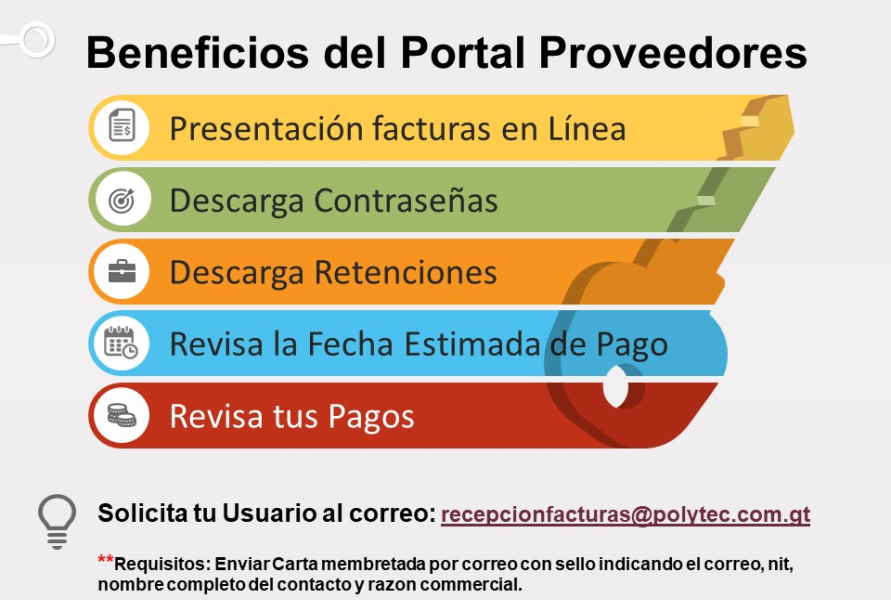 Beneficios del Portal Proveedores
Presentación facturas en Línea
Descarga Contraseñas
Descarga Retenciones
Revisa la Fecha Estimada de Pago
Revisa tus Pagos
Solicita tu Usuario al correo: recepcionfacturas@polytec.com.gt
**Requisitos: Enviar Carta membretada por correo con sello indicando el correo, nit,
nombre completo del contacto y razon commercial.